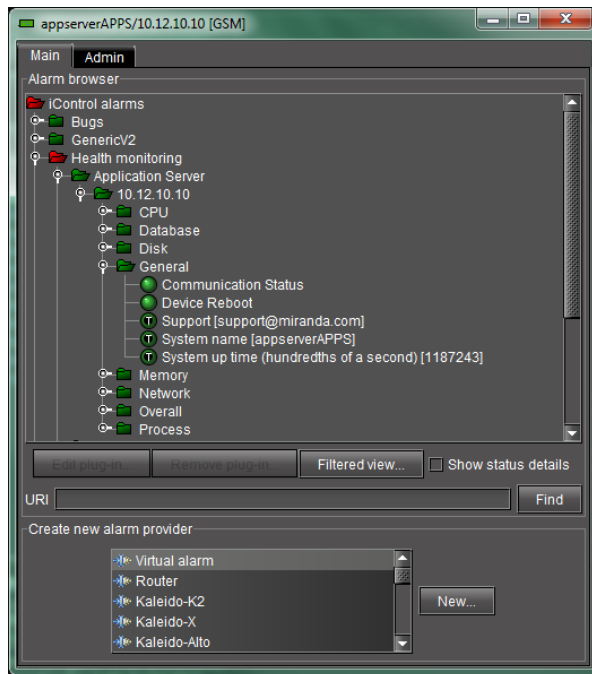 appserverAPPS/10.12.10.10 [GSM]
Main Admin
Alarm browser
iControl alarms
Bugs
GenericV2
Health monitoring
Application Server
10.12.10.10
CPU
Database
Disk
General
Communication Status
Device Reboot
T Support [support@miranda.com]
T System name [appserverAPPS]
T System up time (hundredths of a second) [1187243]
Memory
Network
Overall
Process
Edit plug-in... Remove plug-in... Filtered view... Show status details
URI Find
Create new alarm provider
Virtual alarm
Router
Kaleido-K2
Kaleido-X
Kaleido-Alto
New...